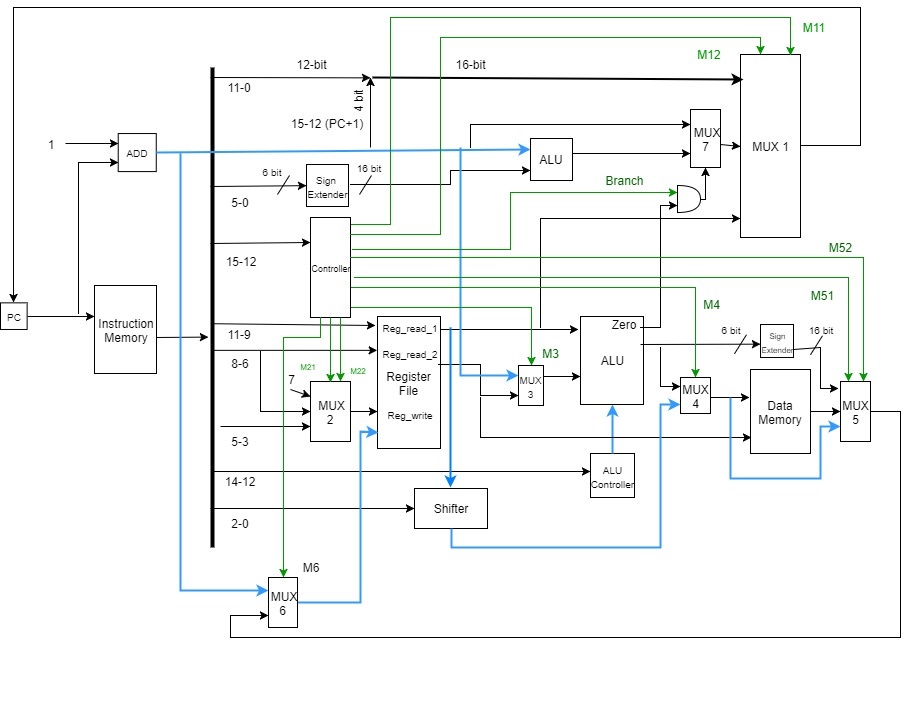 M11
12-bit
16-bit
M12
11-0
4 bit
15-12 (PC+1)
1
ADD
ALU
MUX
7
MUX 1
6 bit
Sign
Extender
16 bit
5-0
Branch
15-12
Controller
M52
M51
PC
Instruction
Memory
11-9
8-6
Reg_read_1
Reg_read_2
Register
File
Reg_write
M3
Zero
ALU
M4
6 bit
Sign
Extender
16 bit
M21
M22
7
MUX
2
MUX
3
MUX
4
Data
Memory
MUX
5
5-3
14-12
ALU
Controller
2-0
Shifter
M6
MUX
6